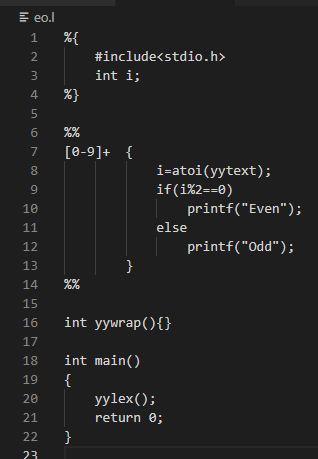 eo.l
1 %{
2     #include<stdio.h>
3     int i;
4 %}
5
6 %%
7 [0-9]+  {
8             i=atoi(yytext);
9             if(i%2==0)
10                 printf("Even");
11             else
12                 printf("Odd");
13         }
14 %%
15
16 int yywrap(){}
17
18 int main()
19 {
20     yylex();
21     return 0;
22 }
23